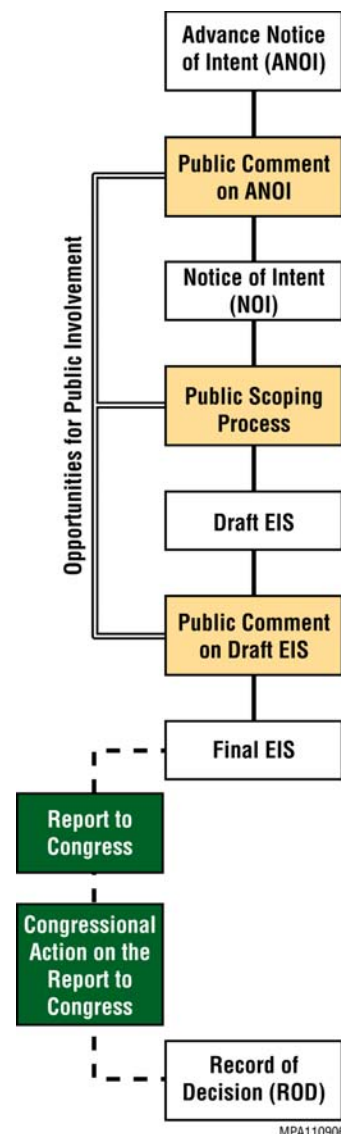 Advance Notice
of Intent (ANOI)
Public Comment
on ANOI
Opportunities for Public Involvement
Notice of Intent
(NOI)
Public Scoping
Process
Draft EIS
Public Comment
on Draft EIS
Final EIS
Report to
Congress
Congressional
Action on the
Report to
Congress
Record of
Decision (ROD)
MPA110906